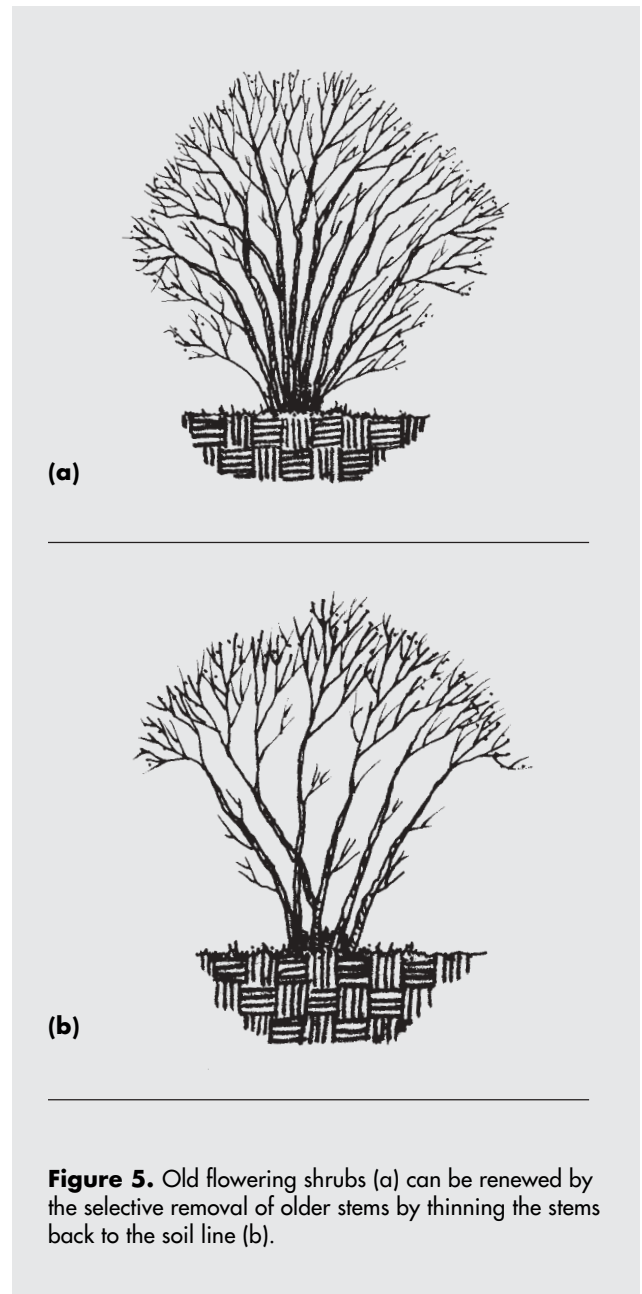 (a)
(b)
Figure 5. Old flowering shrubs (a) can be renewed by
the selective removal of older stems by thinning the stems
back to the soil line (b).